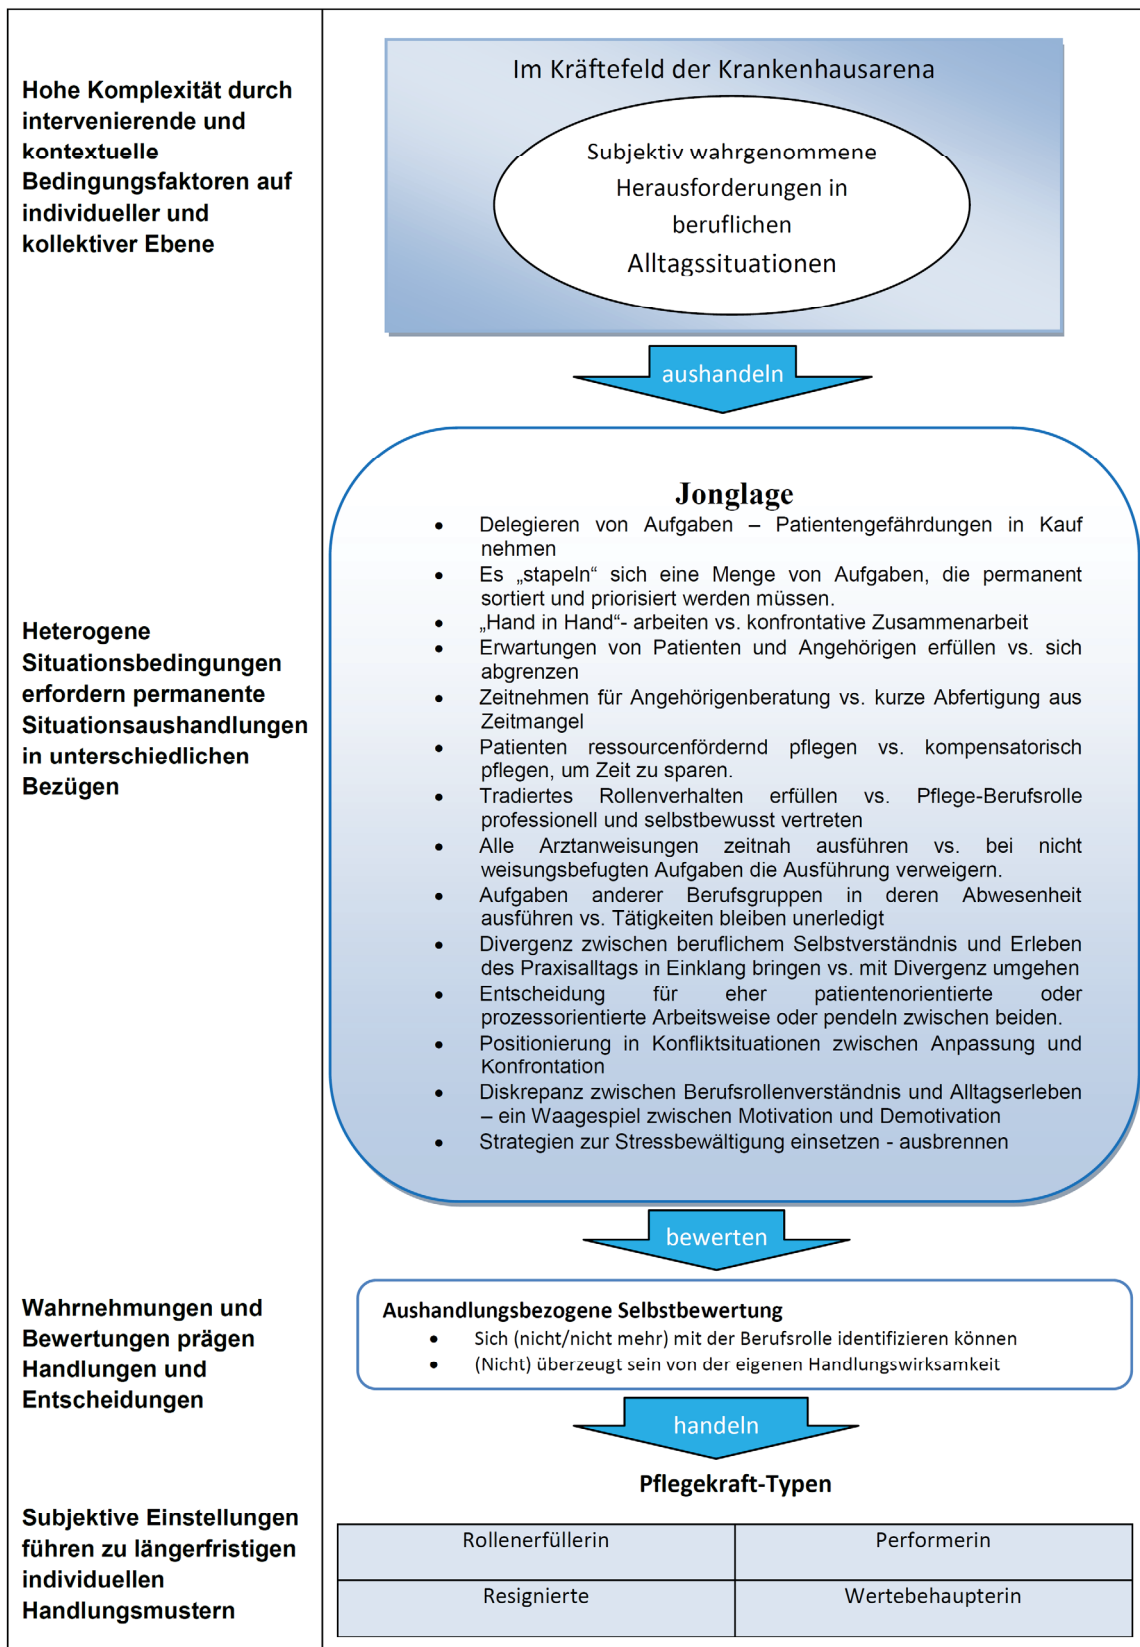 Hohe Komplexität durch
intervenierende und
kontextuelle
Bedingungsfaktoren auf
individueller und
kollektiver Ebene
Im Kräftefeld der Krankenhausarena
Subjektiv wahrgenommene
Herausforderungen in
beruflichen
Alltagssituationen
aushandeln
Heterogene
Situationsbedingungen
erfordern permanente
Situationsaushandlungen
in unterschiedlichen
Bezügen
Jonglage
• Delegieren von Aufgaben – Patientengefährdungen in Kauf
nehmen
• Es „stapeln“ sich eine Menge von Aufgaben, die permanent
sortiert und priorisiert werden müssen.
• „Hand in Hand“- arbeiten vs. konfrontative Zusammenarbeit
• Erwartungen von Patienten und Angehörigen erfüllen vs. sich
abgrenzen
• Zeitnehmen für Angehörigenberatung vs. kurze Abfertigung aus
Zeitmangel
• Patienten ressourcenfördernd pflegen vs. kompensatorisch
pflegen, um Zeit zu sparen.
• Tradiertes Rollenverhalten erfüllen vs. Pflege-Berufsrolle
professionell und selbstbewusst vertreten
• Alle Arztanweisungen zeitnah ausführen vs. bei nicht
weisungsbefugten Aufgaben die Ausführung verweigern.
• Aufgaben anderer Berufsgruppen in deren Abwesenheit
ausführen vs. Tätigkeiten bleiben unerledigt
• Divergenz zwischen beruflichem Selbstverständnis und Erleben
des Praxisalltags in Einklang bringen vs. mit Divergenz umgehen
• Entscheidung für eher patientenorientierte oder
prozessorientierte Arbeitsweise oder pendeln zwischen beiden.
• Positionierung in Konfliktsituationen zwischen Anpassung und
Konfrontation
• Diskrepanz zwischen Berufsrollenverständnis und Alltagserleben
– ein Waagespiel zwischen Motivation und Demotivation
• Strategien zur Stressbewältigung einsetzen - ausbrennen
bewerten
Wahrnehmungen und
Bewertungen prägen
Handlungen und
Entscheidungen
Aushandlungsbezogene Selbstbewertung
• Sich (nicht/nicht mehr) mit der Berufsrolle identifizieren können
• (Nicht) überzeugt sein von der eigenen Handlungswirksamkeit
handeln
Pflegekraft-Typen
Subjektive Einstellungen
führen zu längerfristigen
individuellen
Handlungsmustern
Rollenerfüllerin
Performerin
Resignierte
Wertebehaupterin